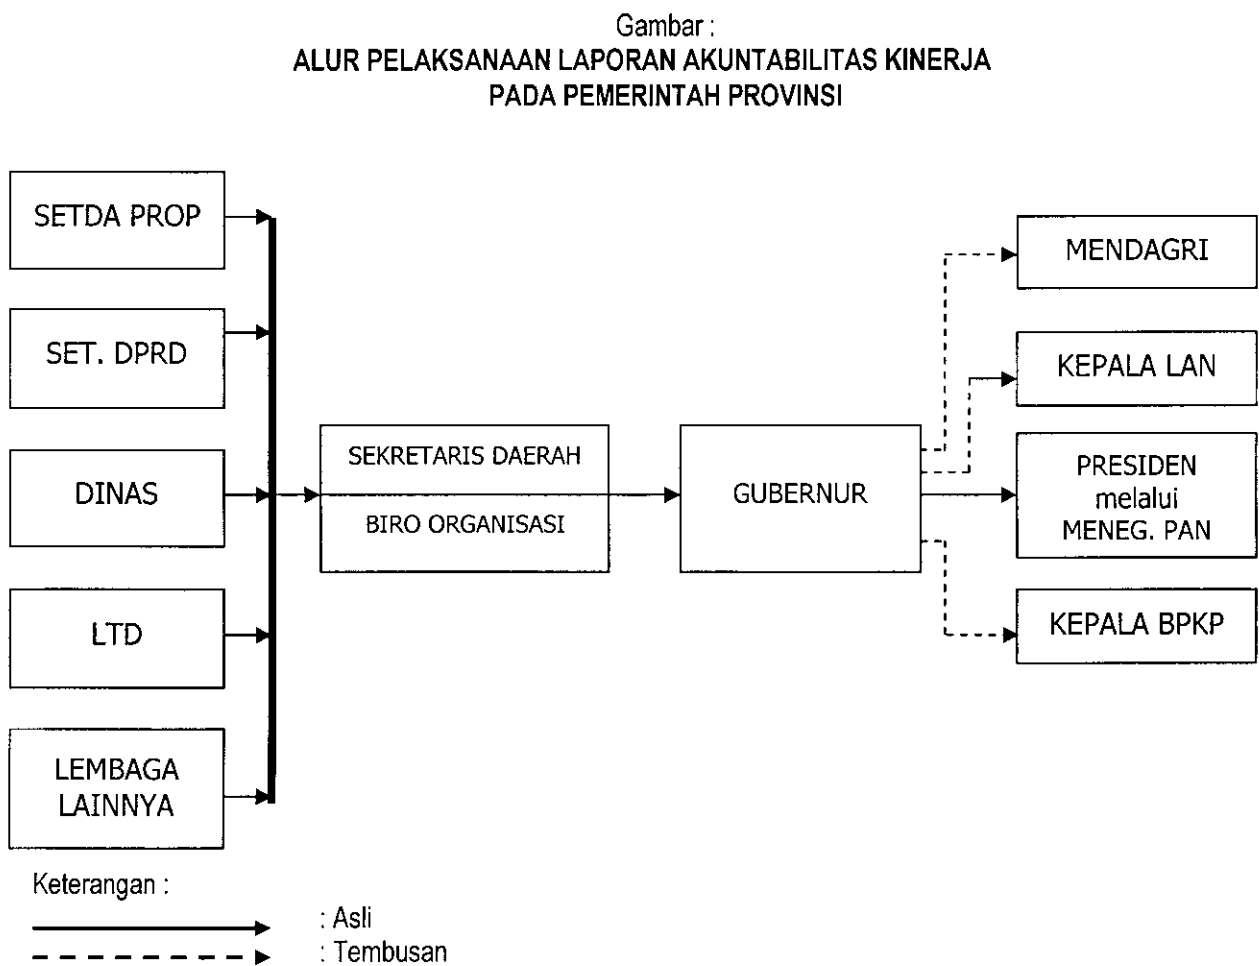 Gambar :
ALUR PELAKSANAAN LAPORAN AKUNTABILITAS KINERJA
PADA PEMERINTAH PROVINSI
SETDA PROP
SET. DPRD
DINAS
LTD
LEMBAGA
LAINNYA
SEKRETARIS DAERAH
BIRO ORGANISASI
GUBERNUR
MENDAGRI
KEPALA LAN
PRESIDEN
melalui
MENEG. PAN
KEPALA BPKP
Keterangan :
: Asli
: Tembusan